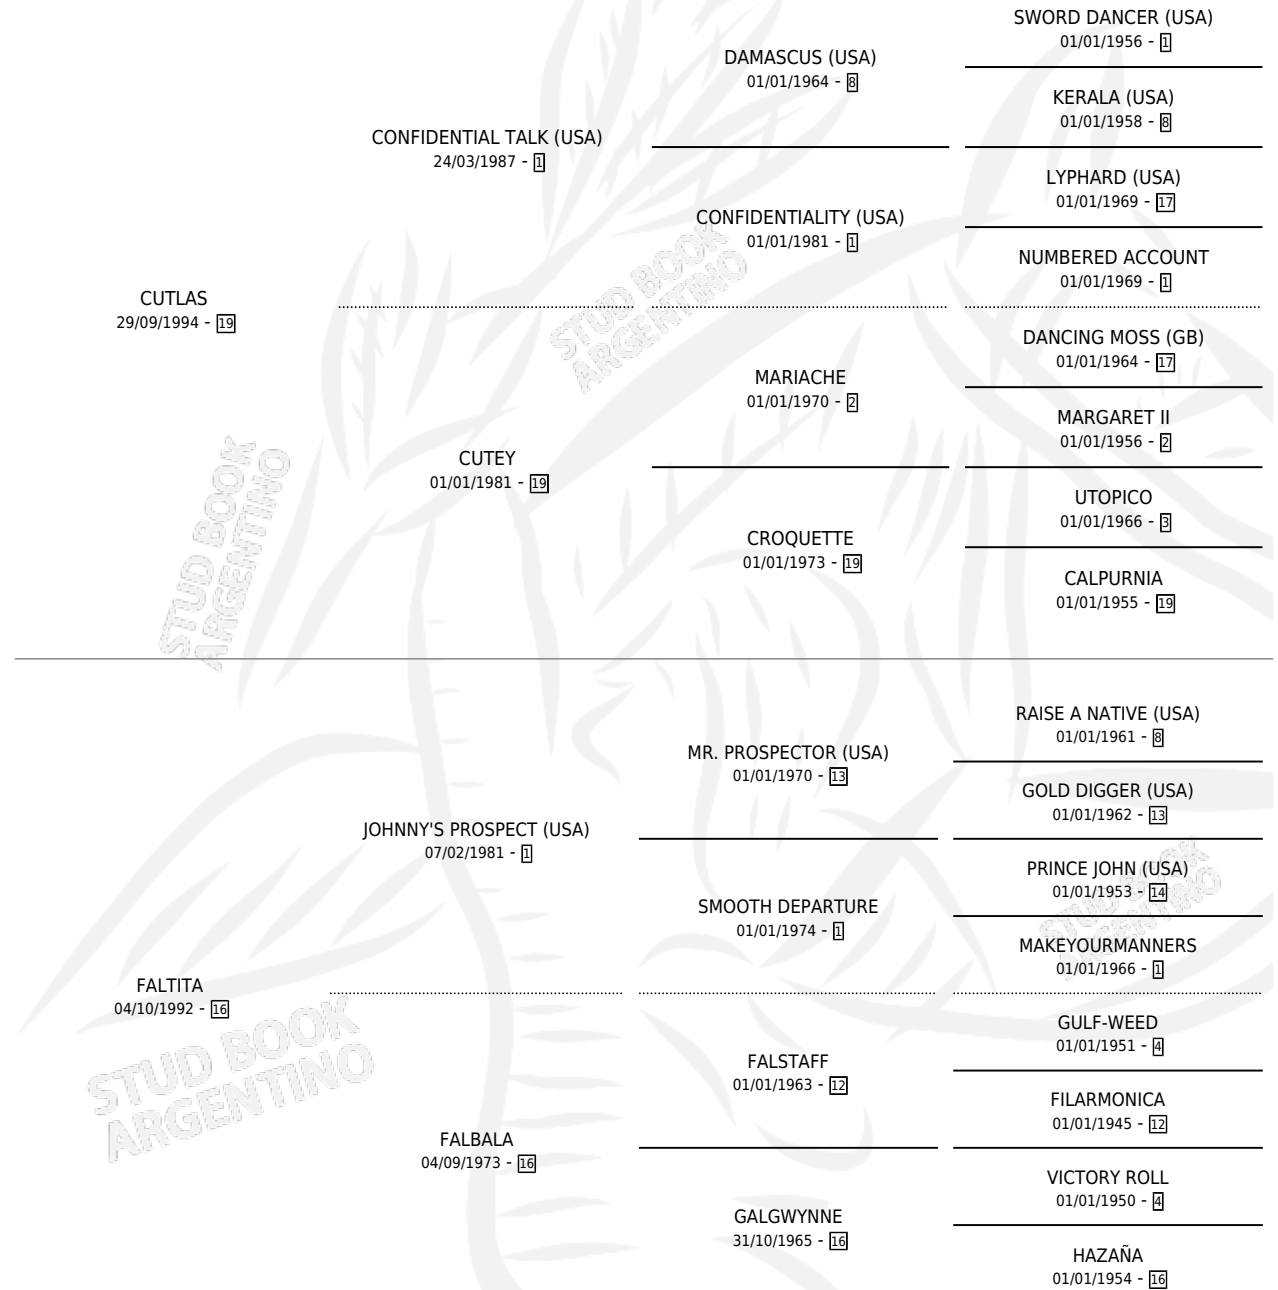 SWORD DANCER (USA)
01/01/1956 - 1
DAMASCUS (USA)
01/01/1964 - 8
KERALA (USA)
01/01/1958 - 8
CONFIDENTIAL TALK (USA)
24/03/1987 - 1
LYPHARD (USA)
01/01/1969 - 17
CONFIDENTIALITY (USA)
01/01/1981 - 1
NUMBERED ACCOUNT
01/01/1969 - 1
CUTLAS
29/09/1994 - 19
DANCING MOSS (GB)
01/01/1964 - 17
MARIACHE
01/01/1970 - 2
MARGARET II
01/01/1956 - 2
CUTEY
01/01/1981 - 19
UTOPICO
01/01/1966 - 3
CROQUETTE
01/01/1973 - 19
CALPURNIA
01/01/1955 - 19
RAISE A NATIVE (USA)
01/01/1961 - 8
MR. PROSPECTOR (USA)
01/01/1970 - 13
GOLD DIGGER (USA)
01/01/1962 - 13
JOHNNY'S PROSPECT (USA)
07/02/1981 - 1
PRINCE JOHN (USA)
01/01/1953 - 14
SMOOTH DEPARTURE
01/01/1974 - 1
MAKEYOURMANNERS
01/01/1966 - 1
FALTITA
04/10/1992 - 16
GULF-WEED
01/01/1951 - 4
FALSTAFF
01/01/1963 - 12
FILARMONICA
01/01/1945 - 12
FALBALA
04/09/1973 - 16
VICTORY ROLL
01/01/1950 - 4
GALGWYNNE
31/10/1965 - 16
HAZAÑA
01/01/1954 - 16
STUD BOOK
ARGENTINO
STUD BOOK
ARGENTINO
STUD BOOK
ARGENTINO
STUD BOOK
ARGENTINO